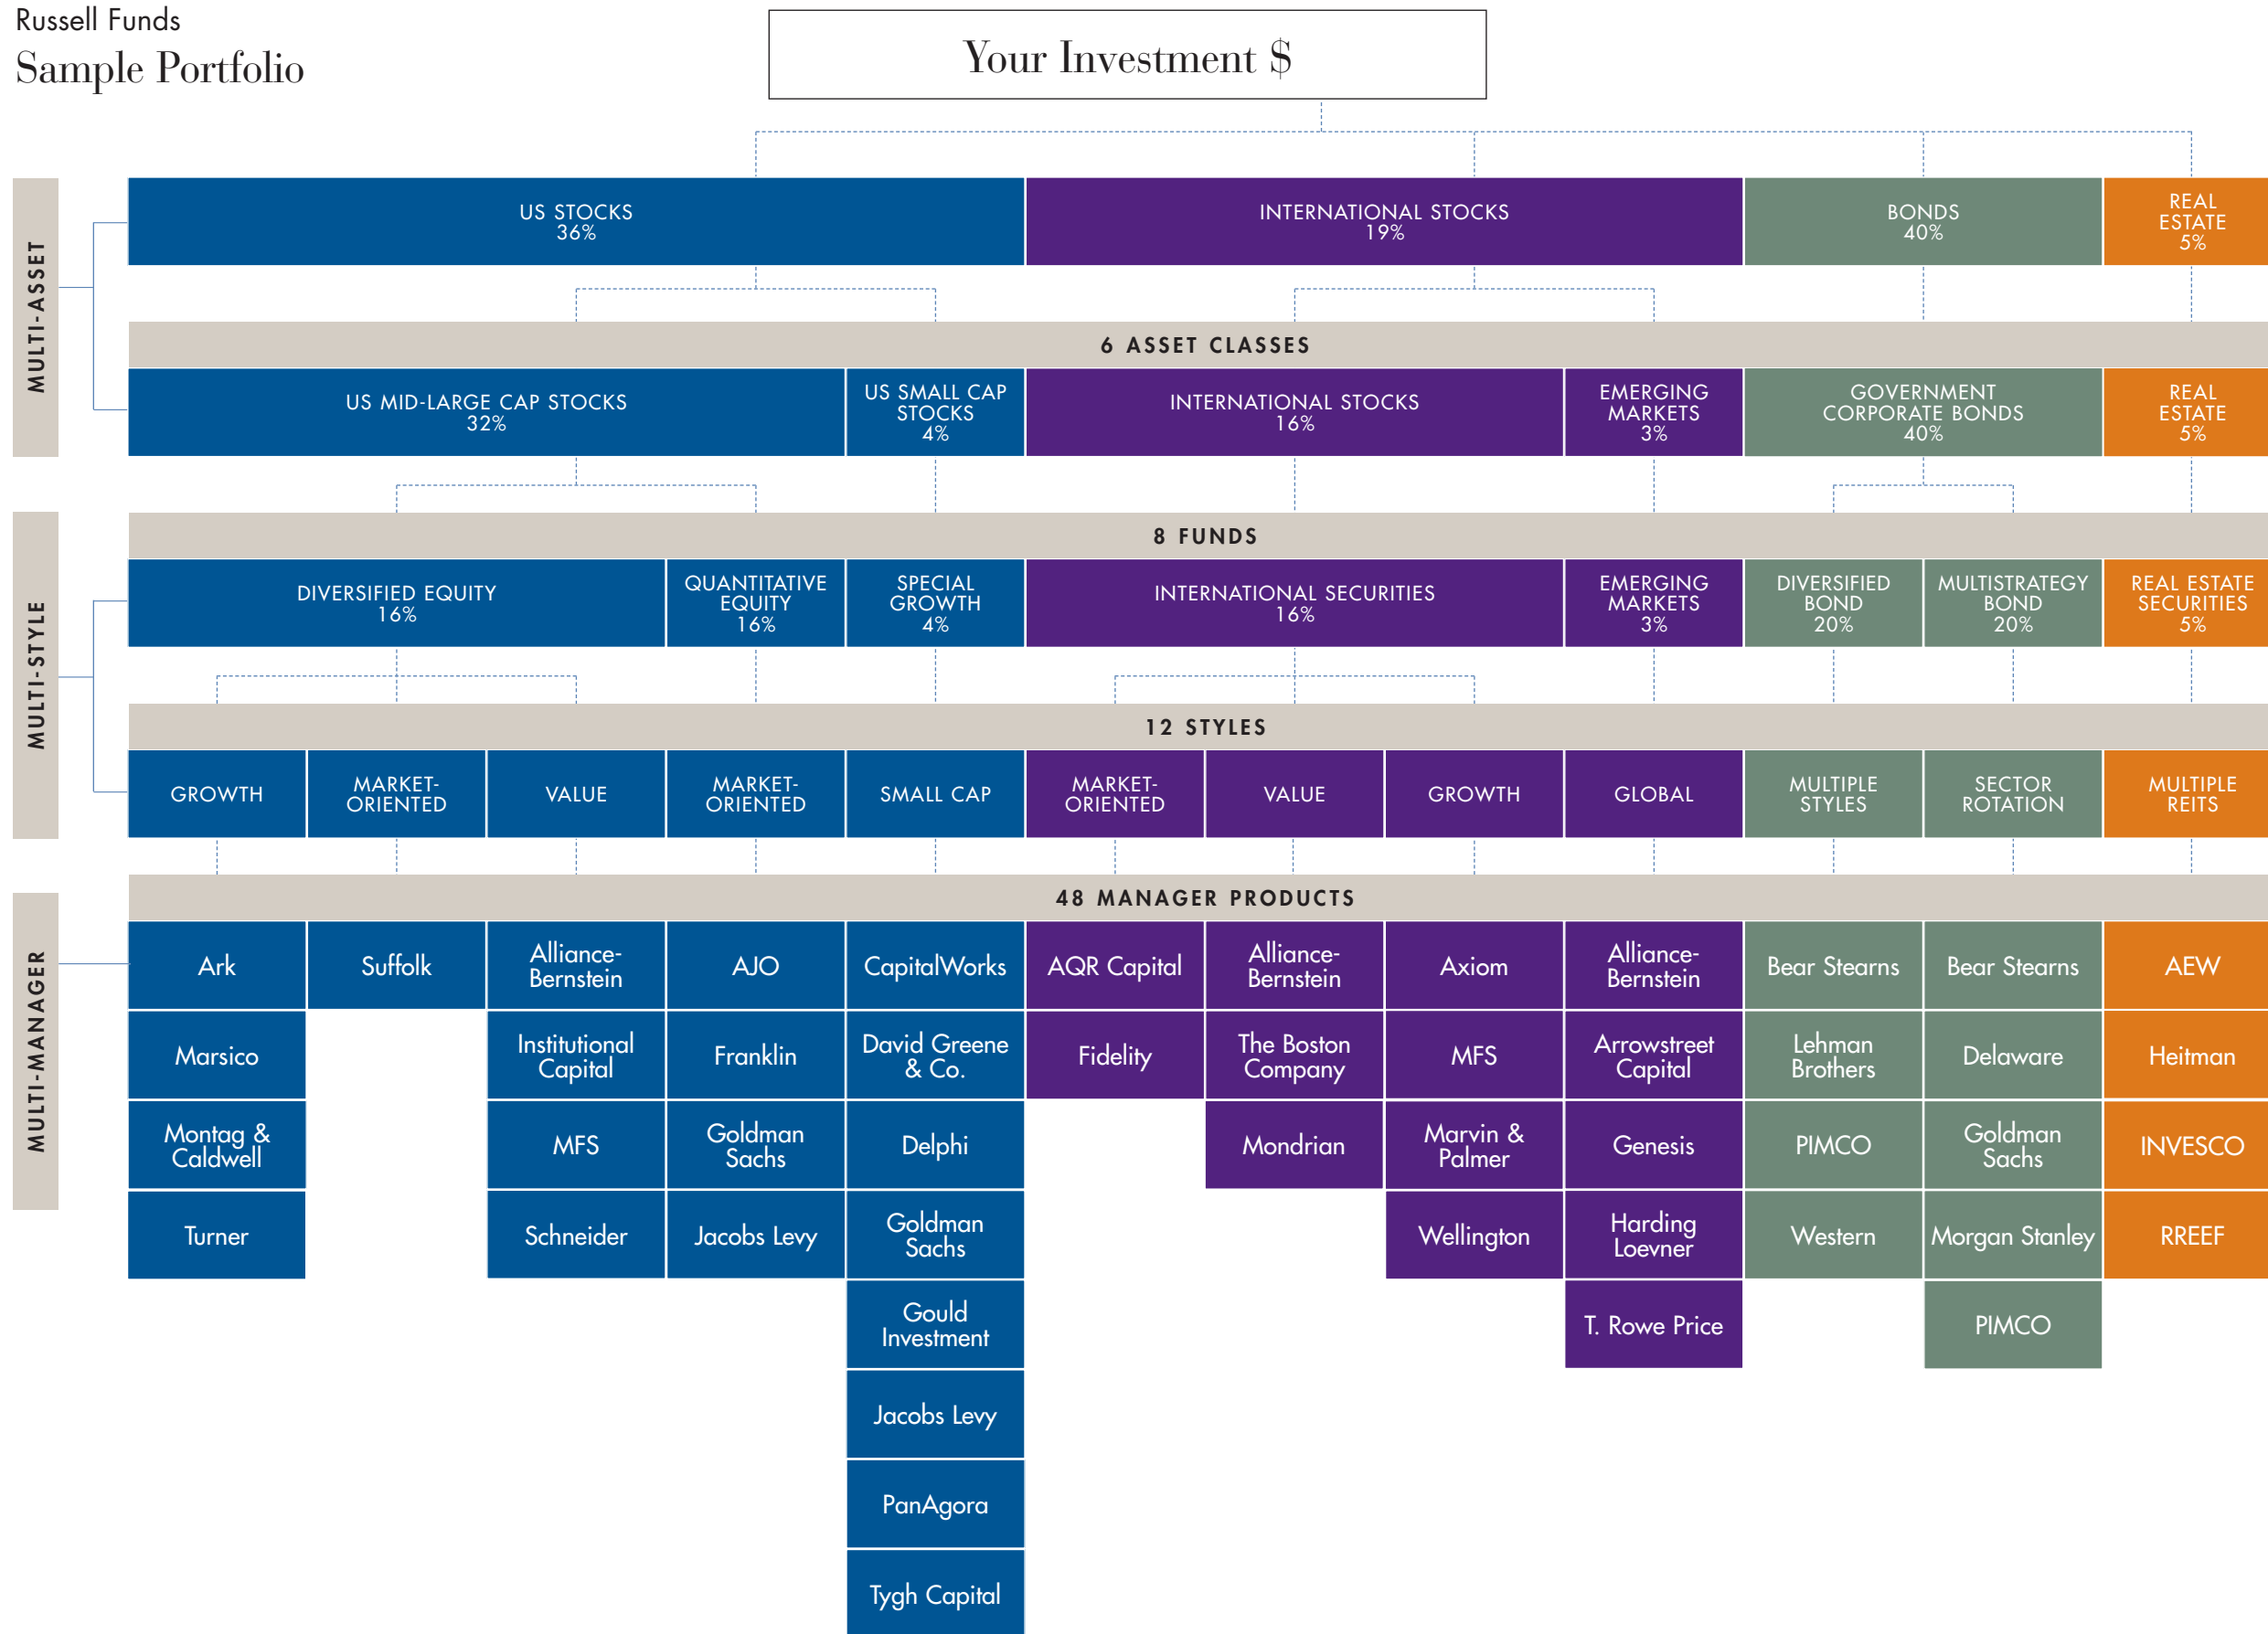 Russell Funds
Sample Portfolio
Your Investment $
MULTI-ASSET
US STOCKS
36%
INTERNATIONAL STOCKS
19%
BONDS
40%
REAL
ESTATE
5%
6 ASSET CLASSES
US MID-LARGE CAP STOCKS
32%
US SMALL CAP
STOCKS
4%
INTERNATIONAL STOCKS
16%
EMERGING
MARKETS
3%
GOVERNMENT
CORPORATE BONDS
40%
REAL
ESTATE
5%
MULTI-STYLE
8 FUNDS
DIVERSIFIED EQUITY
16%
QUANTITATIVE
EQUITY
16%
SPECIAL
GROWTH
4%
INTERNATIONAL SECURITIES
16%
EMERGING
MARKETS
3%
DIVERSIFIED
BOND
20%
MULTISTRATEGY
BOND
20%
REAL ESTATE
SECURITIES
5%
12 STYLES
GROWTH
MARKET-
ORIENTED
VALUE
MARKET-
ORIENTED
SMALL CAP
MARKET-
ORIENTED
VALUE
GROWTH
GLOBAL
MULTIPLE
STYLES
SECTOR
ROTATION
MULTIPLE
REITS
MULTI-MANAGER
48 MANAGER PRODUCTS
Ark
Suffolk
Alliance-
Bernstein
AJO
CapitalWorks
AQR Capital
Alliance-
Bernstein
Axiom
Alliance-
Bernstein
Bear Stearns
Bear Stearns
AEW
Marsico
Institutional
Capital
Franklin
David Greene
& Co.
Fidelity
The Boston
Company
MFS
Arrowstreet
Capital
Lehman
Brothers
Delaware
Heitman
Montag &
Caldwell
MFS
Goldman
Sachs
Delphi
Mondrian
Marvin &
Palmer
Genesis
PIMCO
Goldman
Sachs
INVESCO
Turner
Schneider
Jacobs Levy
Goldman
Sachs
Wellington
Harding
Loevner
Western
Morgan Stanley
RREEF
Gould
Investment
T. Rowe Price
PIMCO
Jacobs Levy
PanAgora
Tygh Capital